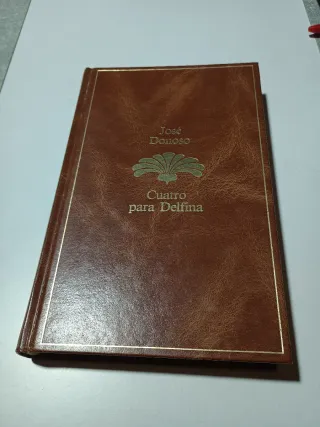 José
Donoso
Cuatro
para Delfina